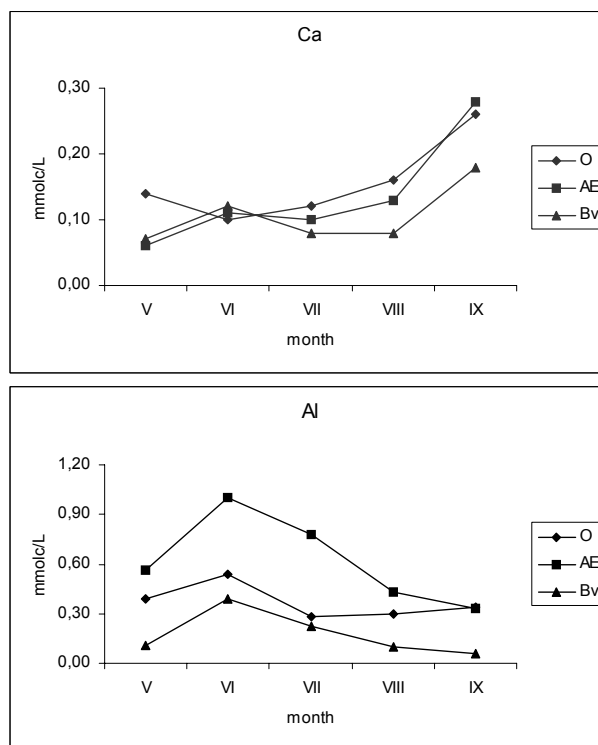 Ca
0,30
0,20
0,10
0,00
mmolc/L
V VI VII VIII IX
month
O
AE
Bv
Al
1,20
0,90
0,60
0,30
0,00
mmolc/L
V VI VII VIII IX
month
O
AE
Bv